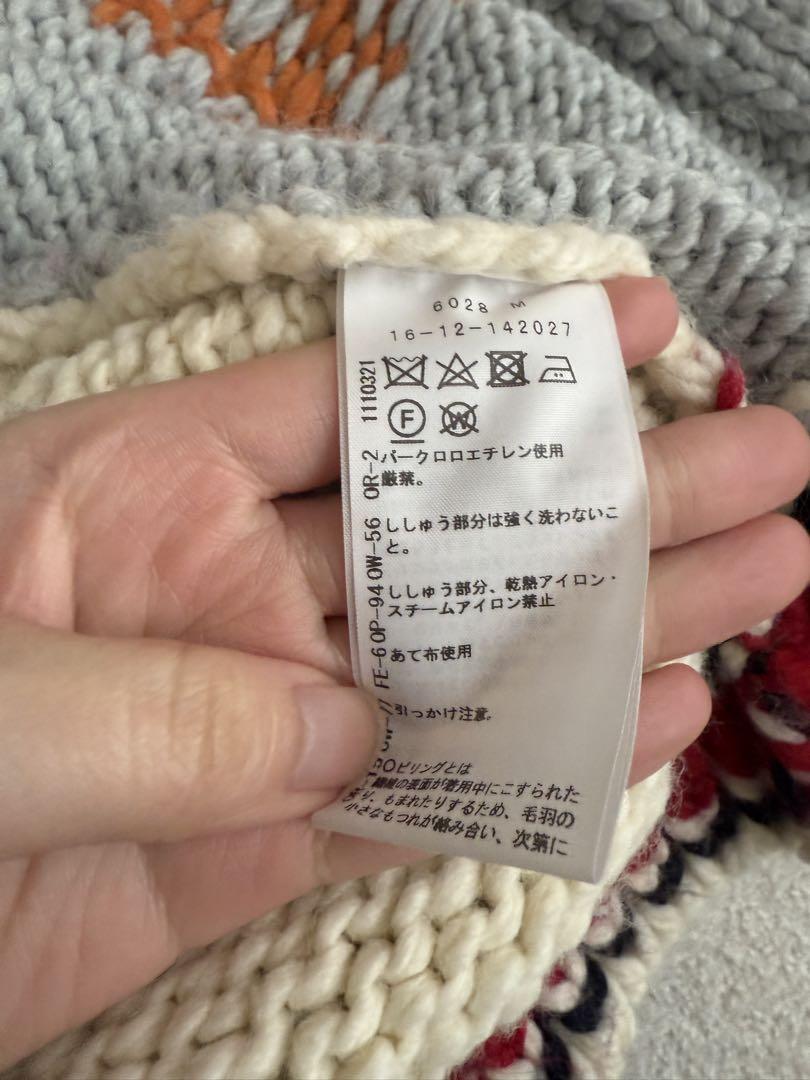 6028 M
16-12-142027
F
W
パークロロエチレン使用
厳禁。
ししゅう部分は強く洗わないこ
と。
ししゅう部分、乾熱アイロン・
スチームアイロン禁止
あて布使用
引っかけ注意。
○ピリングとは
繊維の表面が着用中にこすられた
り、もまれたりするため、毛羽の
小さなもつれが絡み合い、次第に
1110321
OR-2
OW-56
OP-94
FE-6